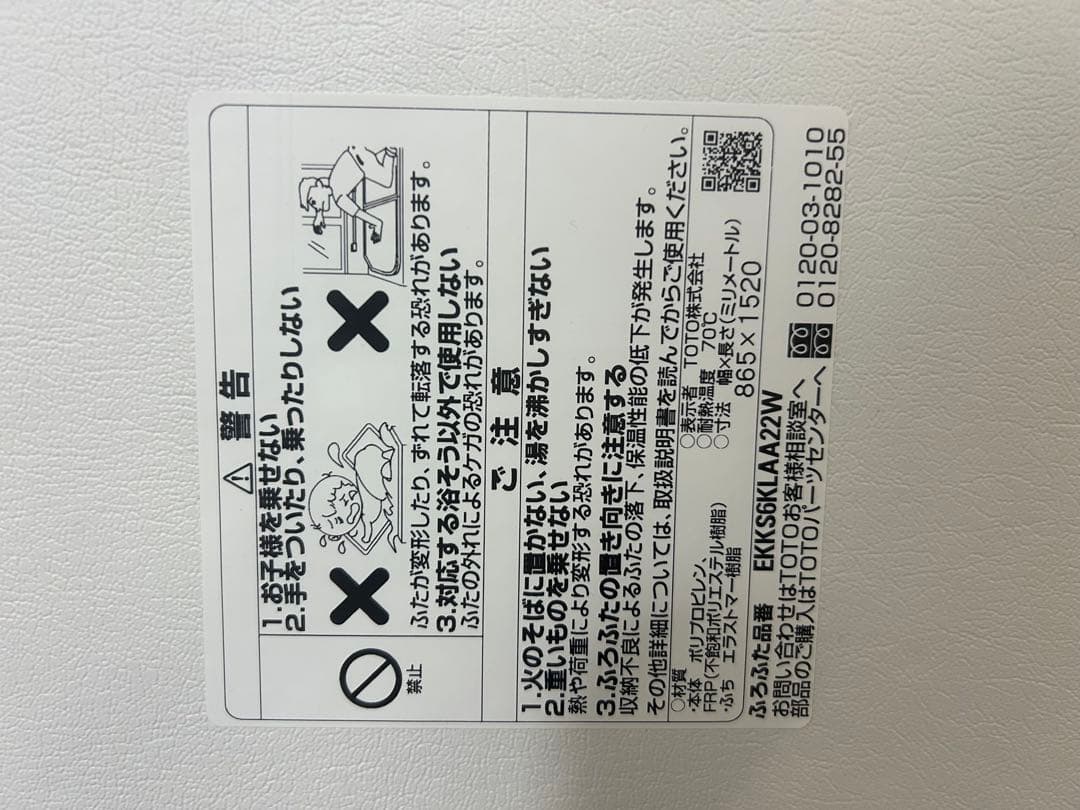 警告
1.お子様を乗せない
2.手をついたり、乗ったりしない
禁止
ふたが変形したり、ずれて転落する恐れがあります。
3.対応する浴そう以外で使用しない
ふたの外れによるケガの恐れがあります。
ご注意
1.火のそばに置かない、湯を沸かしすぎない
2.重いものを乗せない
熱や荷重により変形する恐れがあります。
3.ふろふたの置き向きに注意する
収納不良によるふたの落下、保温性能の低下が発生します。
その他詳細については、取扱説明書を読んでからご使用ください。
○材質
・本体 ポリプロピレン、
FRP(不飽和ポリエステル樹脂)
・ふち エラストマー樹脂
○表示者 TOTO株式会社
○耐熱温度 70℃
○寸法 幅×長さ(ミリメートル)
865×1520
ふろふた品番 EKKS6KLAA22W
お問い合わせはTOTOお客様相談室へ 0120-03-1010
部品のご購入はTOTOパーツセンターへ 0120-8282-55